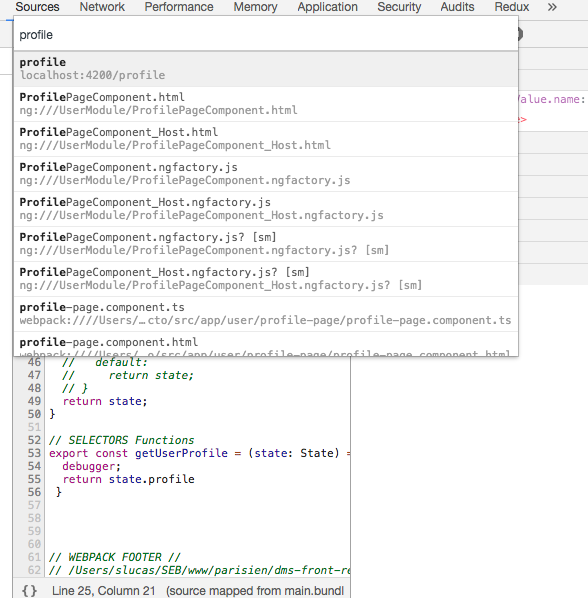 Sources Network Performance Memory Application Security Audits Redux »
profile
profile
localhost:4200/profile
ProfilePageComponent.html
ng:///UserModule/ProfilePageComponent.html
ProfilePageComponent_Host.html
ng:///UserModule/ProfilePageComponent_Host.html
ProfilePageComponent.ngfactory.js
ng:///UserModule/ProfilePageComponent.ngfactory.js
ProfilePageComponent_Host.ngfactory.js
ng:///UserModule/ProfilePageComponent_Host.ngfactory.js
ProfilePageComponent.ngfactory.js? [sm]
ng:///UserModule/ProfilePageComponent.ngfactory.js? [sm]
ProfilePageComponent_Host.ngfactory.js? [sm]
ng:///UserModule/ProfilePageComponent_Host.ngfactory.js? [sm]
profile-page.component.ts
webpack:////Users/…cto/src/app/user/profile-page/profile-page.component.ts
profile-page.component.html
webpack:////Users/…o/src/app/user/profile-page/profile-page.component.html
alue.name:
>
46 // default:
47 // return state;
48 // }
49 return state;
50 }
51
52 // SELECTORS Functions
53 export const getUserProfile = (state: State) =
54 debugger;
55 return state.profile
56 }
57
58
59
60
61 // WEBPACK FOOTER //
62 // /Users/slucas/SEB/www/parisien/dms-front-re
{} Line 25, Column 21 (source mapped from main.bundl